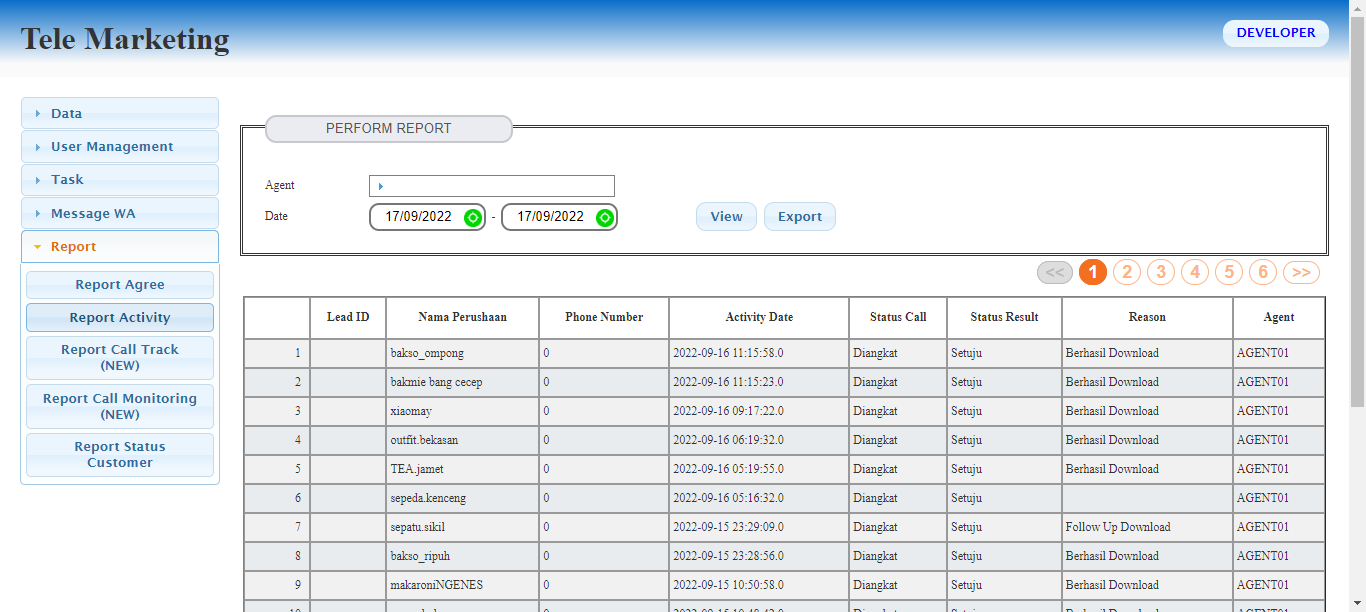 Tele Marketing
DEVELOPER
Data
User Management
Task
Message WA
Report
Report Agree
Report Activity
Report Call Track
(NEW)
Report Call Monitoring
(NEW)
Report Status
Customer
PERFORM REPORT
Agent
Date 17/09/2022 - 17/09/2022 View Export
<< 1 2 3 4 5 6 >>
Lead ID Nama Perushaan Phone Number Activity Date Status Call Status Result Reason Agent
1 bakso_ompong 0 2022-09-16 11:15:58.0 Diangkat Setuju Berhasil Download AGENT01
2 bakmie bang cecep 0 2022-09-16 11:15:23.0 Diangkat Setuju Berhasil Download AGENT01
3 xiaomay 0 2022-09-16 09:17:22.0 Diangkat Setuju Berhasil Download AGENT01
4 outfit.bekasan 0 2022-09-16 06:19:32.0 Diangkat Setuju Berhasil Download AGENT01
5 TEA.jamet 0 2022-09-16 05:19:55.0 Diangkat Setuju Berhasil Download AGENT01
6 sepeda.kenceng 0 2022-09-16 05:16:32.0 Diangkat Setuju AGENT01
7 sepatu.sikil 0 2022-09-15 23:29:09.0 Diangkat Setuju Follow Up Download AGENT01
8 bakso_ripuh 0 2022-09-15 23:28:56.0 Diangkat Setuju Berhasil Download AGENT01
9 makaroniNGENES 0 2022-09-15 10:50:58.0 Diangkat Setuju Berhasil Download AGENT01